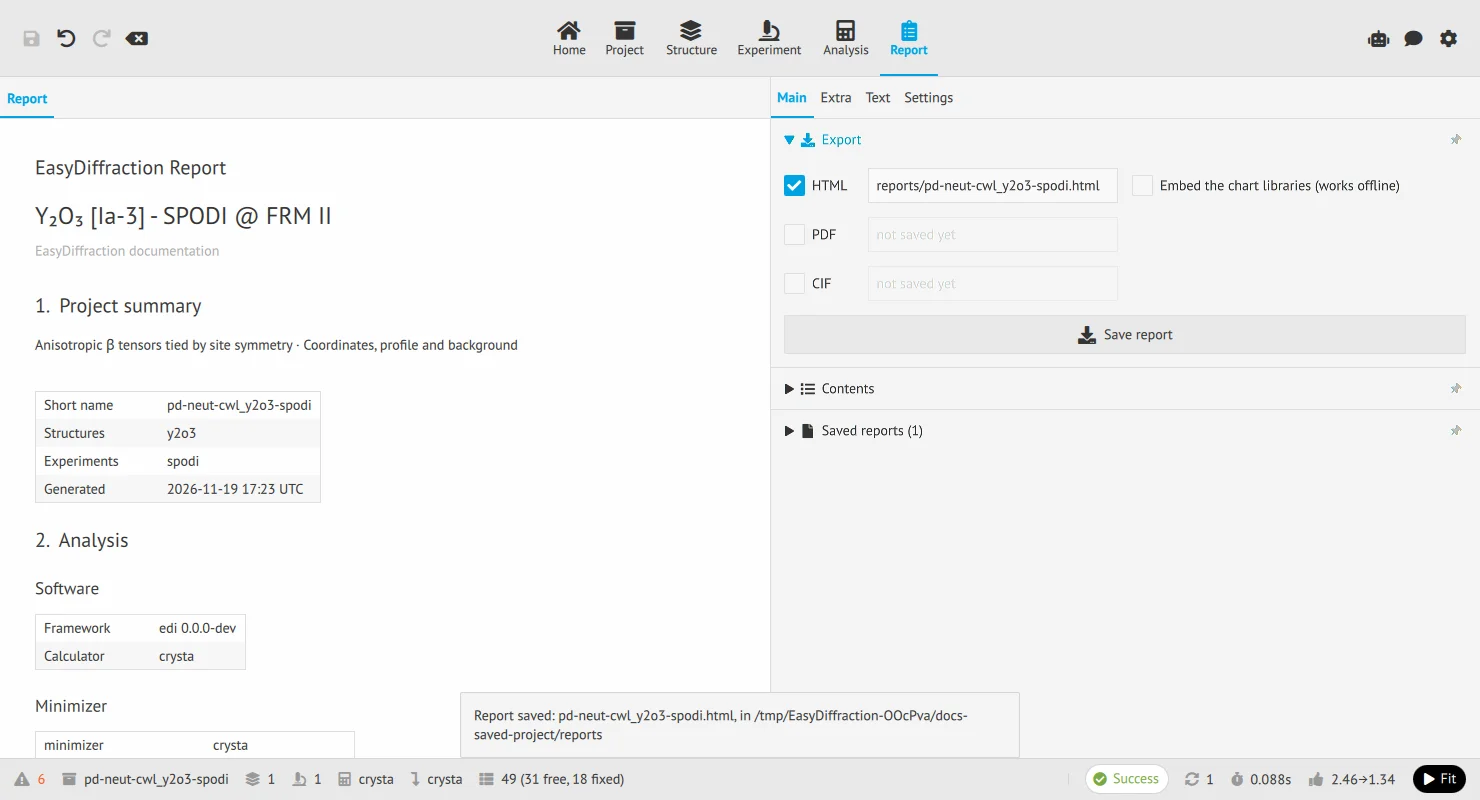 Home
Project
Structure
Experiment
Analysis
Report
Report
Main
Extra
Text
Settings
EasyDiffraction Report
Y₂O₃ [Ia-3] - SPODI @ FRM II
EasyDiffraction documentation
1. Project summary
Anisotropic β tensors tied by site symmetry · Coordinates, profile and background
Short name pd-neut-cwl_y2o3-spodi
Structures y2o3
Experiments spodi
Generated 2026-11-19 17:23 UTC
2. Analysis
Software
Framework edi 0.0.0-dev
Calculator crysta
Minimizer
minimizer crysta
Export
HTML reports/pd-neut-cwl_y2o3-spodi.html Embed the chart libraries (works offline)
PDF not saved yet
CIF not saved yet
Save report
Contents
Saved reports (1)
Report saved: pd-neut-cwl_y2o3-spodi.html, in /tmp/EasyDiffraction-OOcPva/docs-
saved-project/reports
6 pd-neut-cwl_y2o3-spodi 1 1 crysta crysta 49 (31 free, 18 fixed) Success 1 0.088s 2.46→1.34 Fit